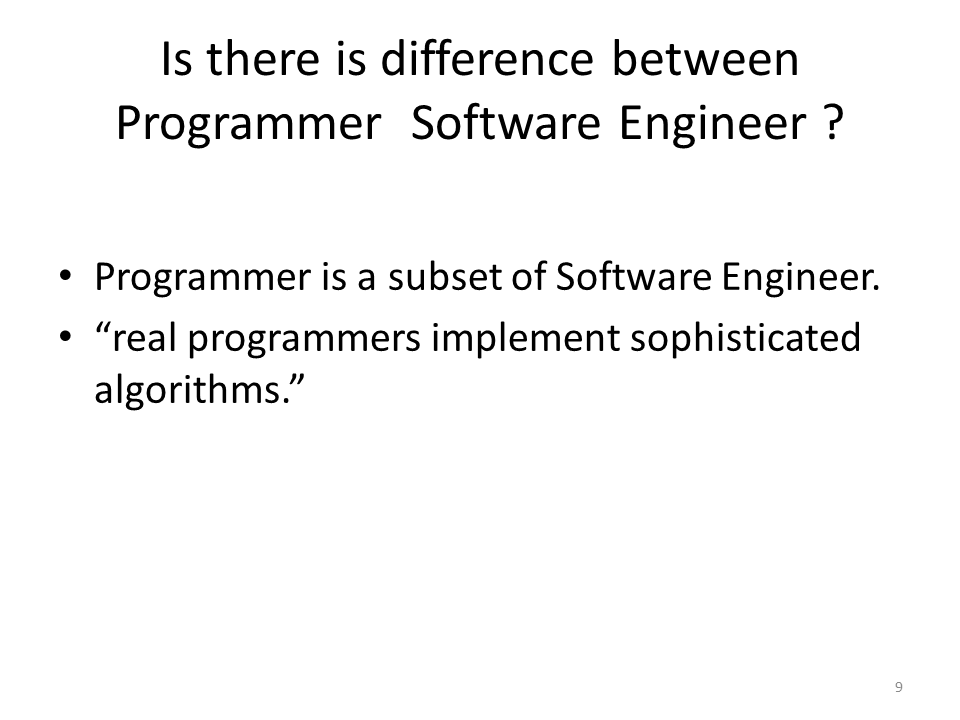 Is there is difference between
Programmer  Software Engineer ?
• Programmer is a subset of Software Engineer.
• “real programmers implement sophisticated
algorithms.”
9